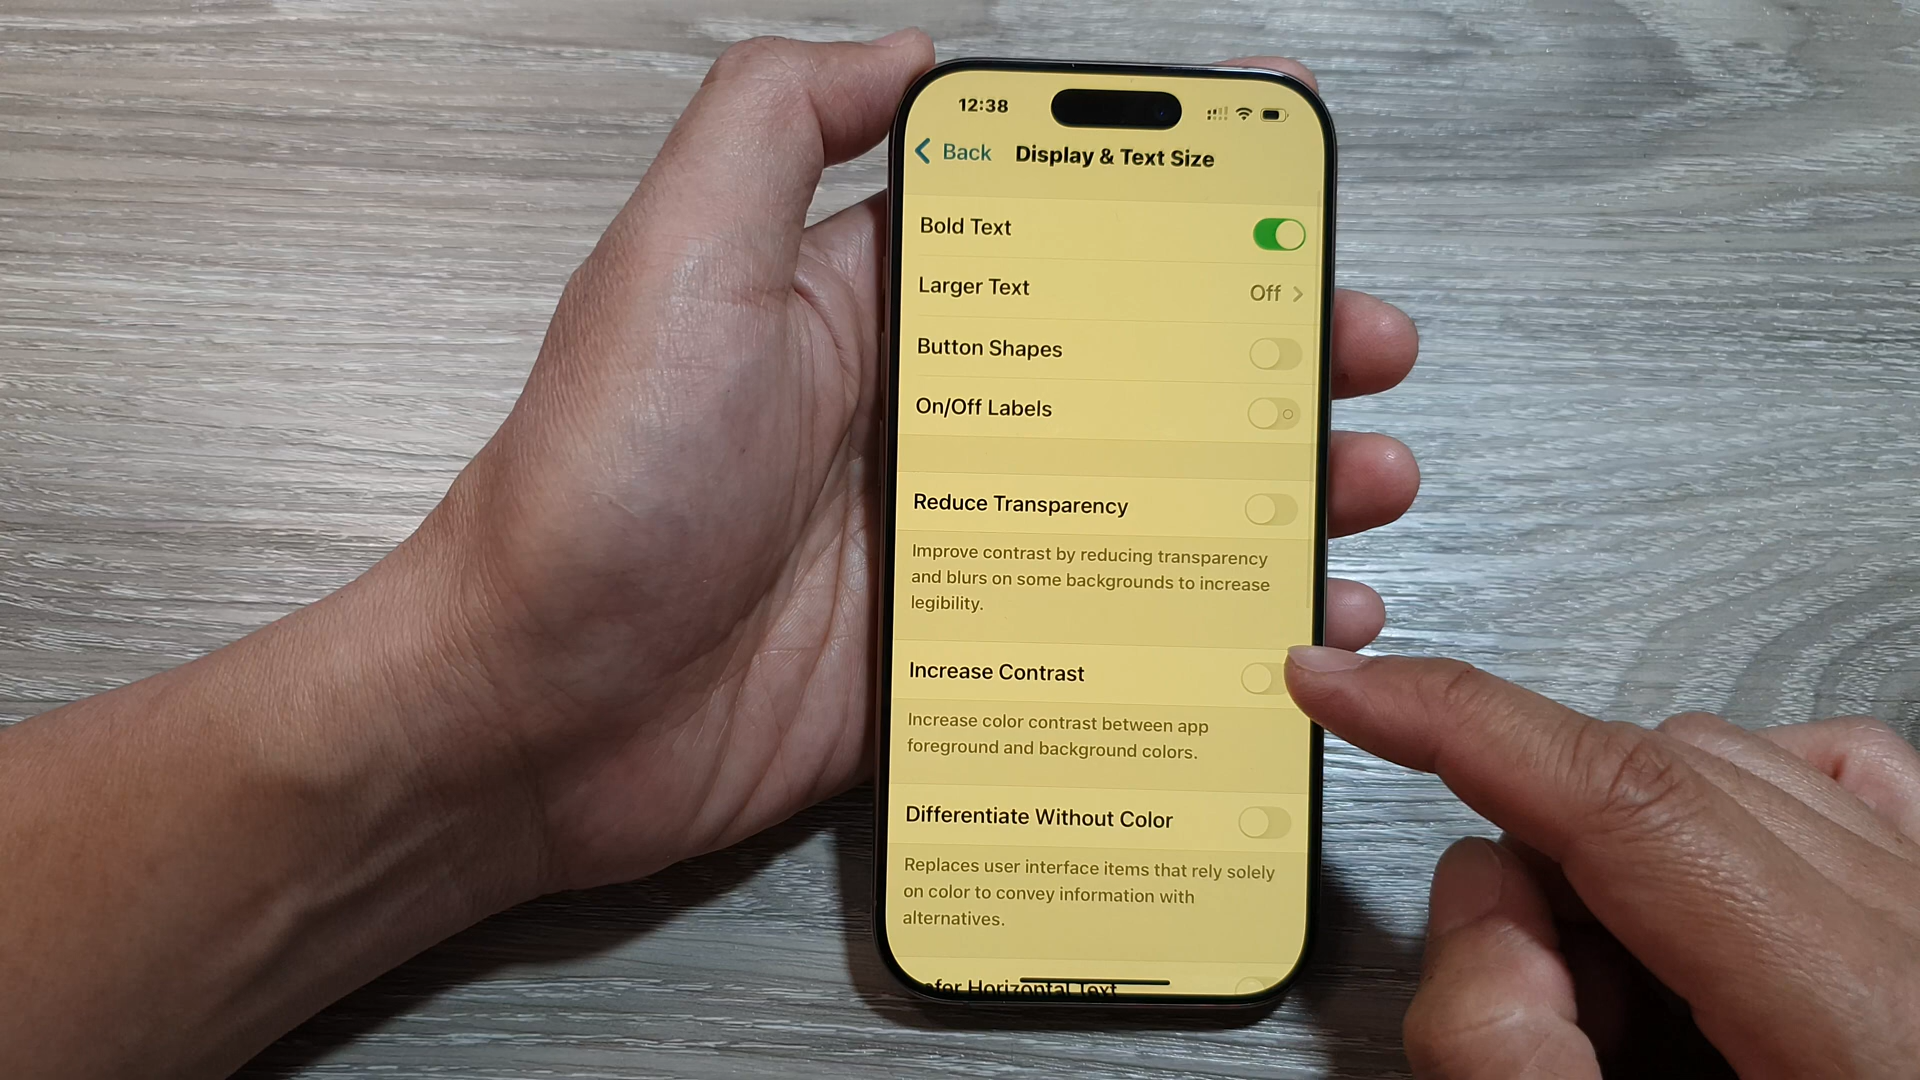 12:38
Back
Display & Text Size
Bold Text
Larger Text
Off
Button Shapes
On/Off Labels
Reduce Transparency
Improve contrast by reducing transparency
and blurs on some backgrounds to increase
legibility.
Increase Contrast
Increase color contrast between app
foreground and background colors.
Differentiate Without Color
Replaces user interface items that rely solely
on color to convey information with
alternatives.
efer Horizontal Text